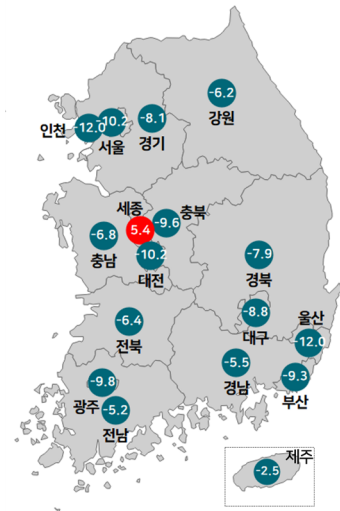 -6.2
강원
-8.1
경기
-10.2
서울
-12.0
인천
세종
5.4
-9.6
충북
-6.8
충남
-10.2
대전
-7.9
경북
-8.8
대구
울산
-12.0
-6.4
전북
-5.5
경남
-9.3
부산
-9.8
광주
-5.2
전남
제주
-2.5